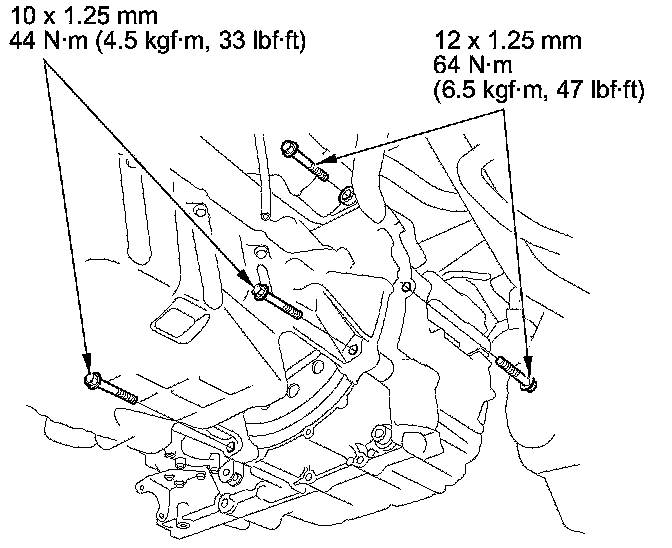 10 x 1.25 mm
44 N·m (4.5 kgf·m, 33 lbf·ft)
12 x 1.25 mm
64 N·m
(6.5 kgf·m, 47 lbf·ft)